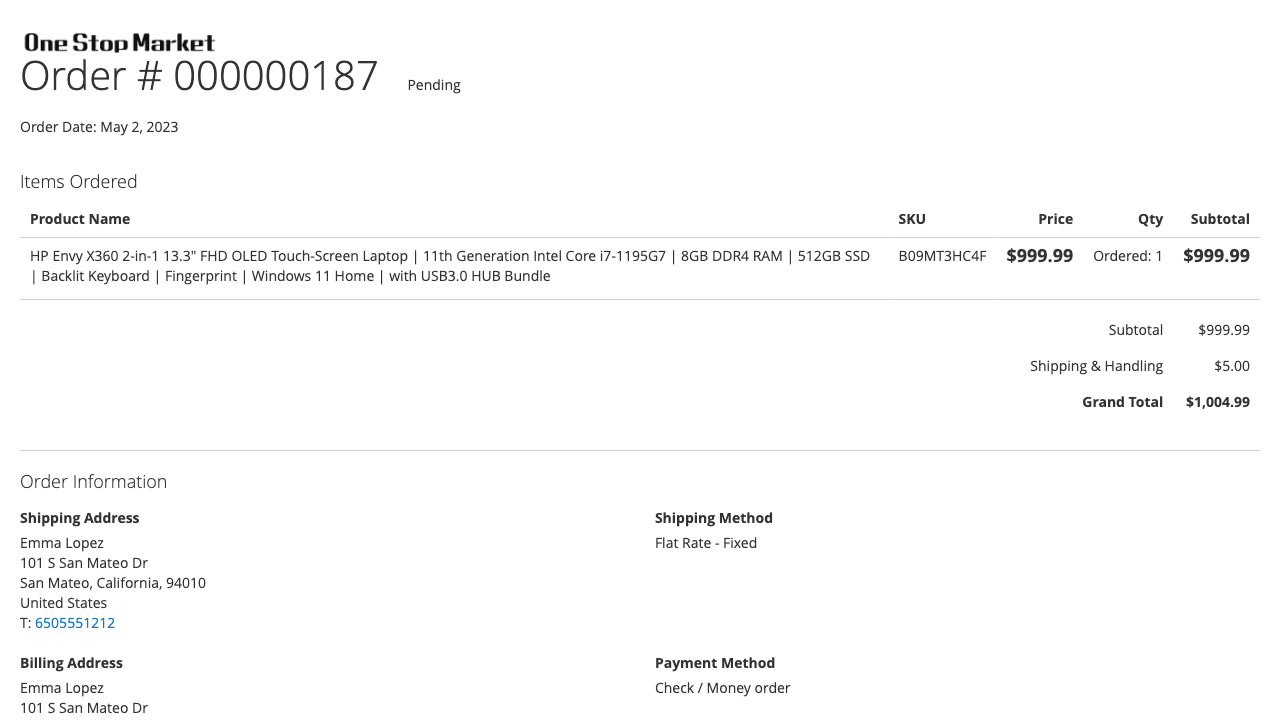 One Stop Market
Order # 000000187 Pending
Order Date: May 2, 2023
Items Ordered
Product Name SKU Price Qty Subtotal
HP Envy X360 2-in-1 13.3" FHD OLED Touch-Screen Laptop | 11th Generation Intel Core i7-1195G7 | 8GB DDR4 RAM | 512GB SSD B09MT3HC4F $999.99 Ordered: 1 $999.99
| Backlit Keyboard | Fingerprint | Windows 11 Home | with USB3.0 HUB Bundle
Subtotal $999.99
Shipping & Handling $5.00
Grand Total $1,004.99
Order Information
Shipping Address
Emma Lopez
101 S San Mateo Dr
San Mateo, California, 94010
United States
T: 6505551212
Shipping Method
Flat Rate - Fixed
Billing Address
Emma Lopez
101 S San Mateo Dr
Payment Method
Check / Money order